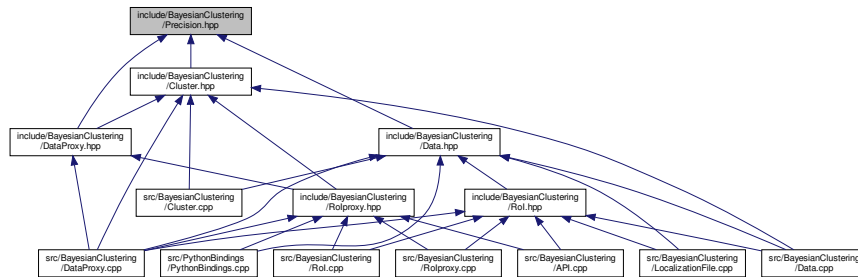 include/BayesianClustering
/Precision.hpp
include/BayesianClustering
/Cluster.hpp
include/BayesianClustering
/DataProxy.hpp
include/BayesianClustering
/Data.hpp
src/BayesianClustering
/Cluster.cpp
include/BayesianClustering
/RoIproxy.hpp
include/BayesianClustering
/RoI.hpp
src/BayesianClustering
/DataProxy.cpp
src/PythonBindings
/PythonBindings.cpp
src/BayesianClustering
/RoI.cpp
src/BayesianClustering
/RoIproxy.cpp
src/BayesianClustering
/API.cpp
src/BayesianClustering
/LocalizationFile.cpp
src/BayesianClustering
/Data.cpp